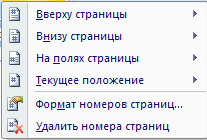 Вверху страницы
Внизу страницы
На полях страницы
Текущее положение
Формат номеров страниц...
Удалить номера страниц